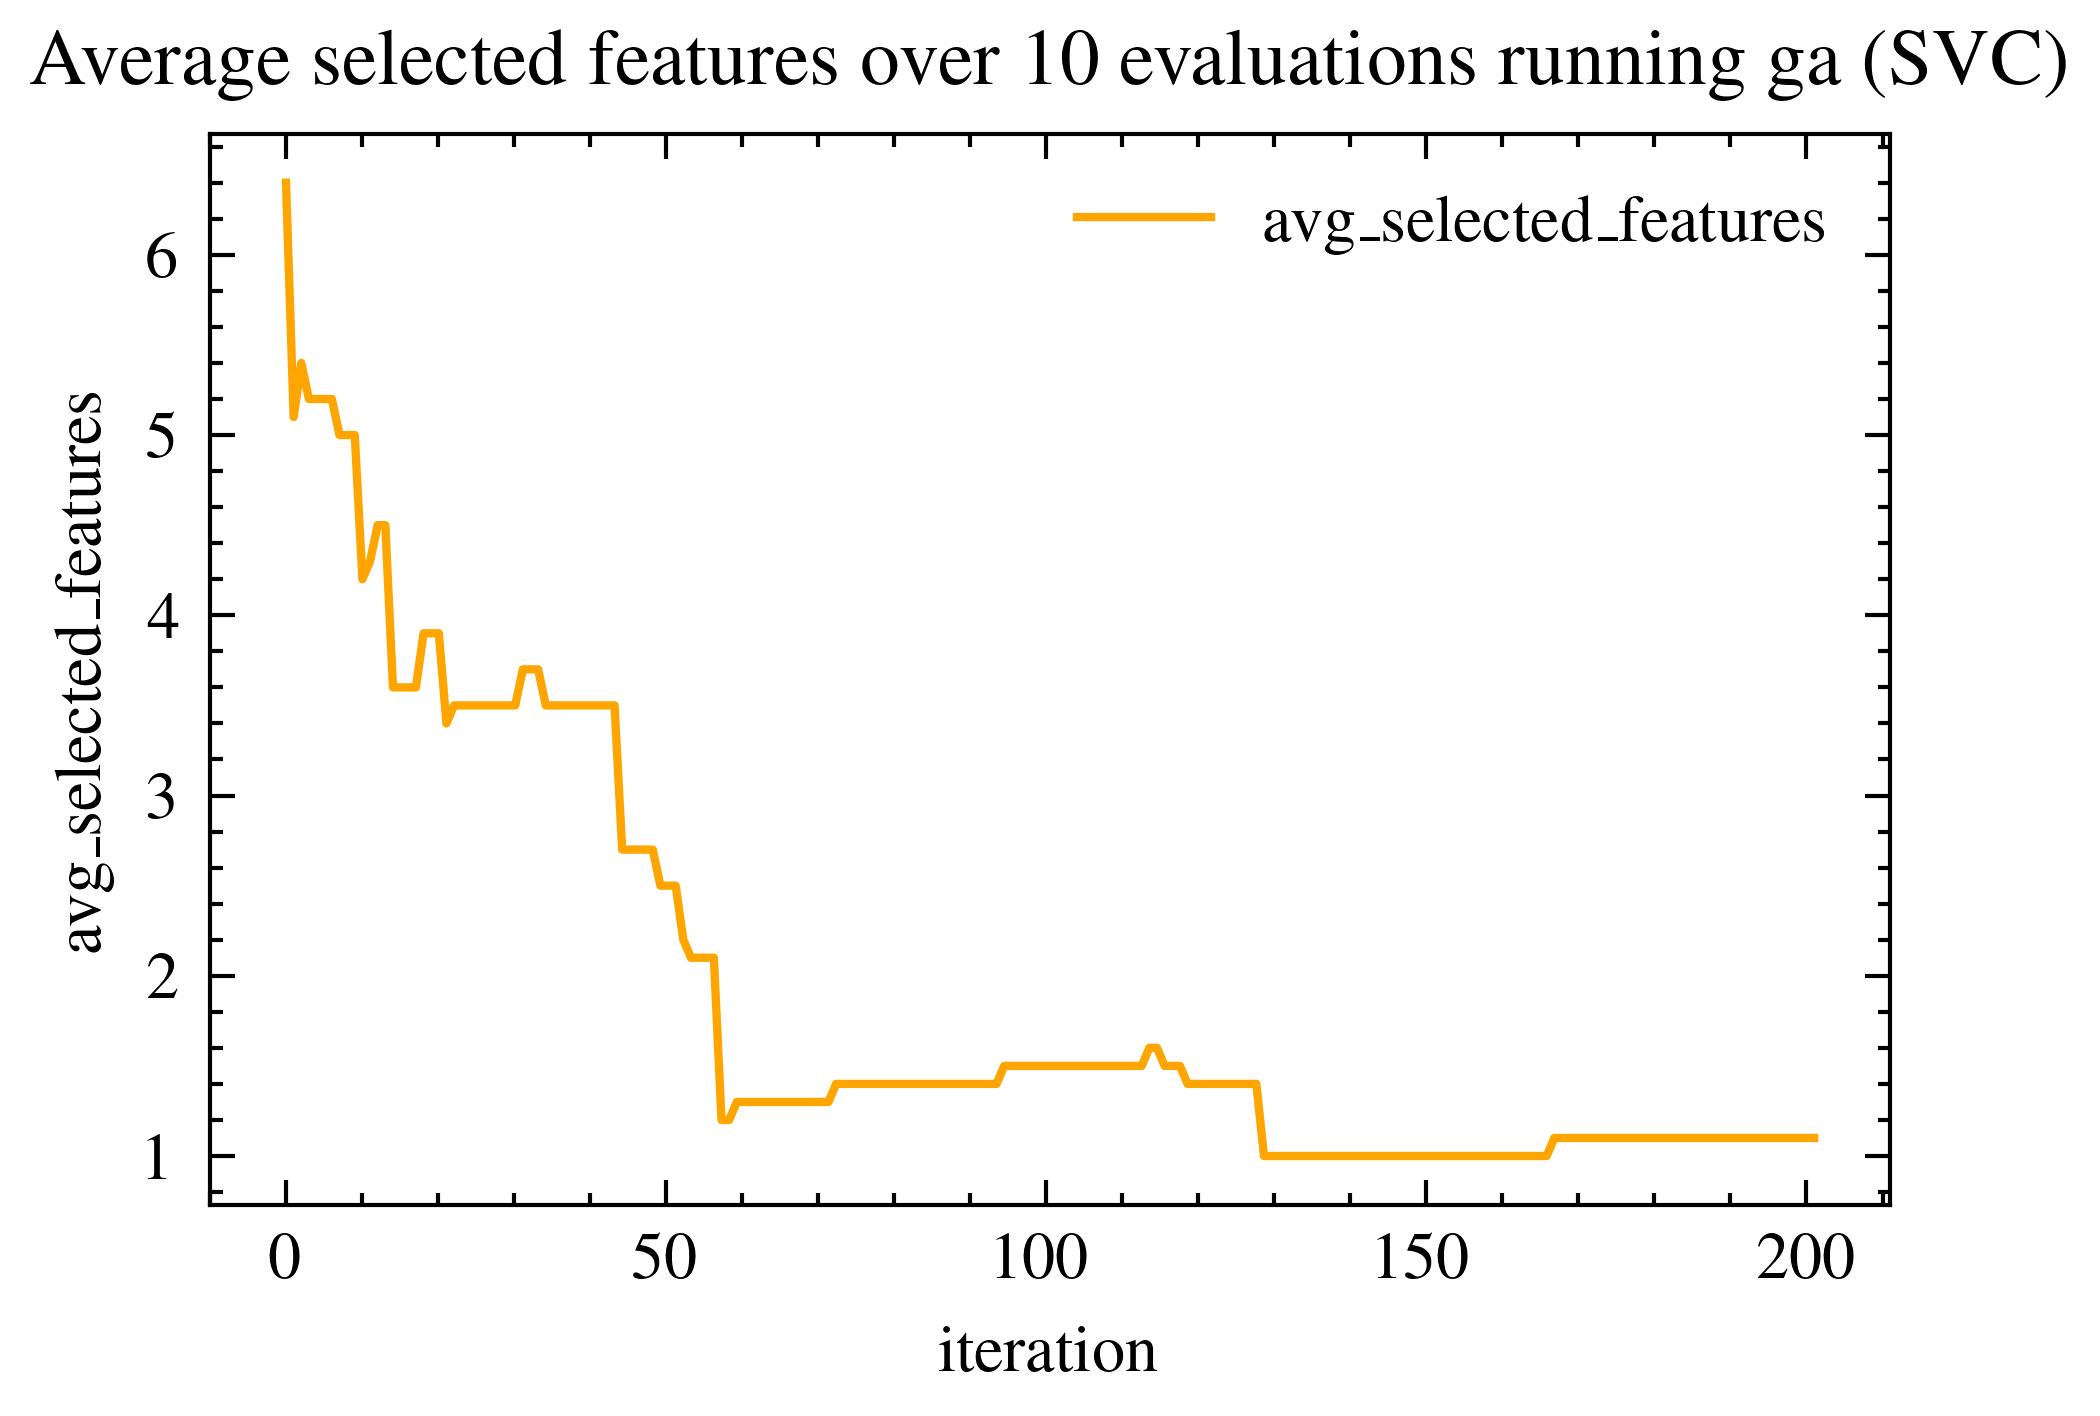 Average selected features over 10 evaluations running ga (SVC)
avg_selected_features
avg_selected_features
6
5
4
3
2
1
0 50 100 150 200
iteration